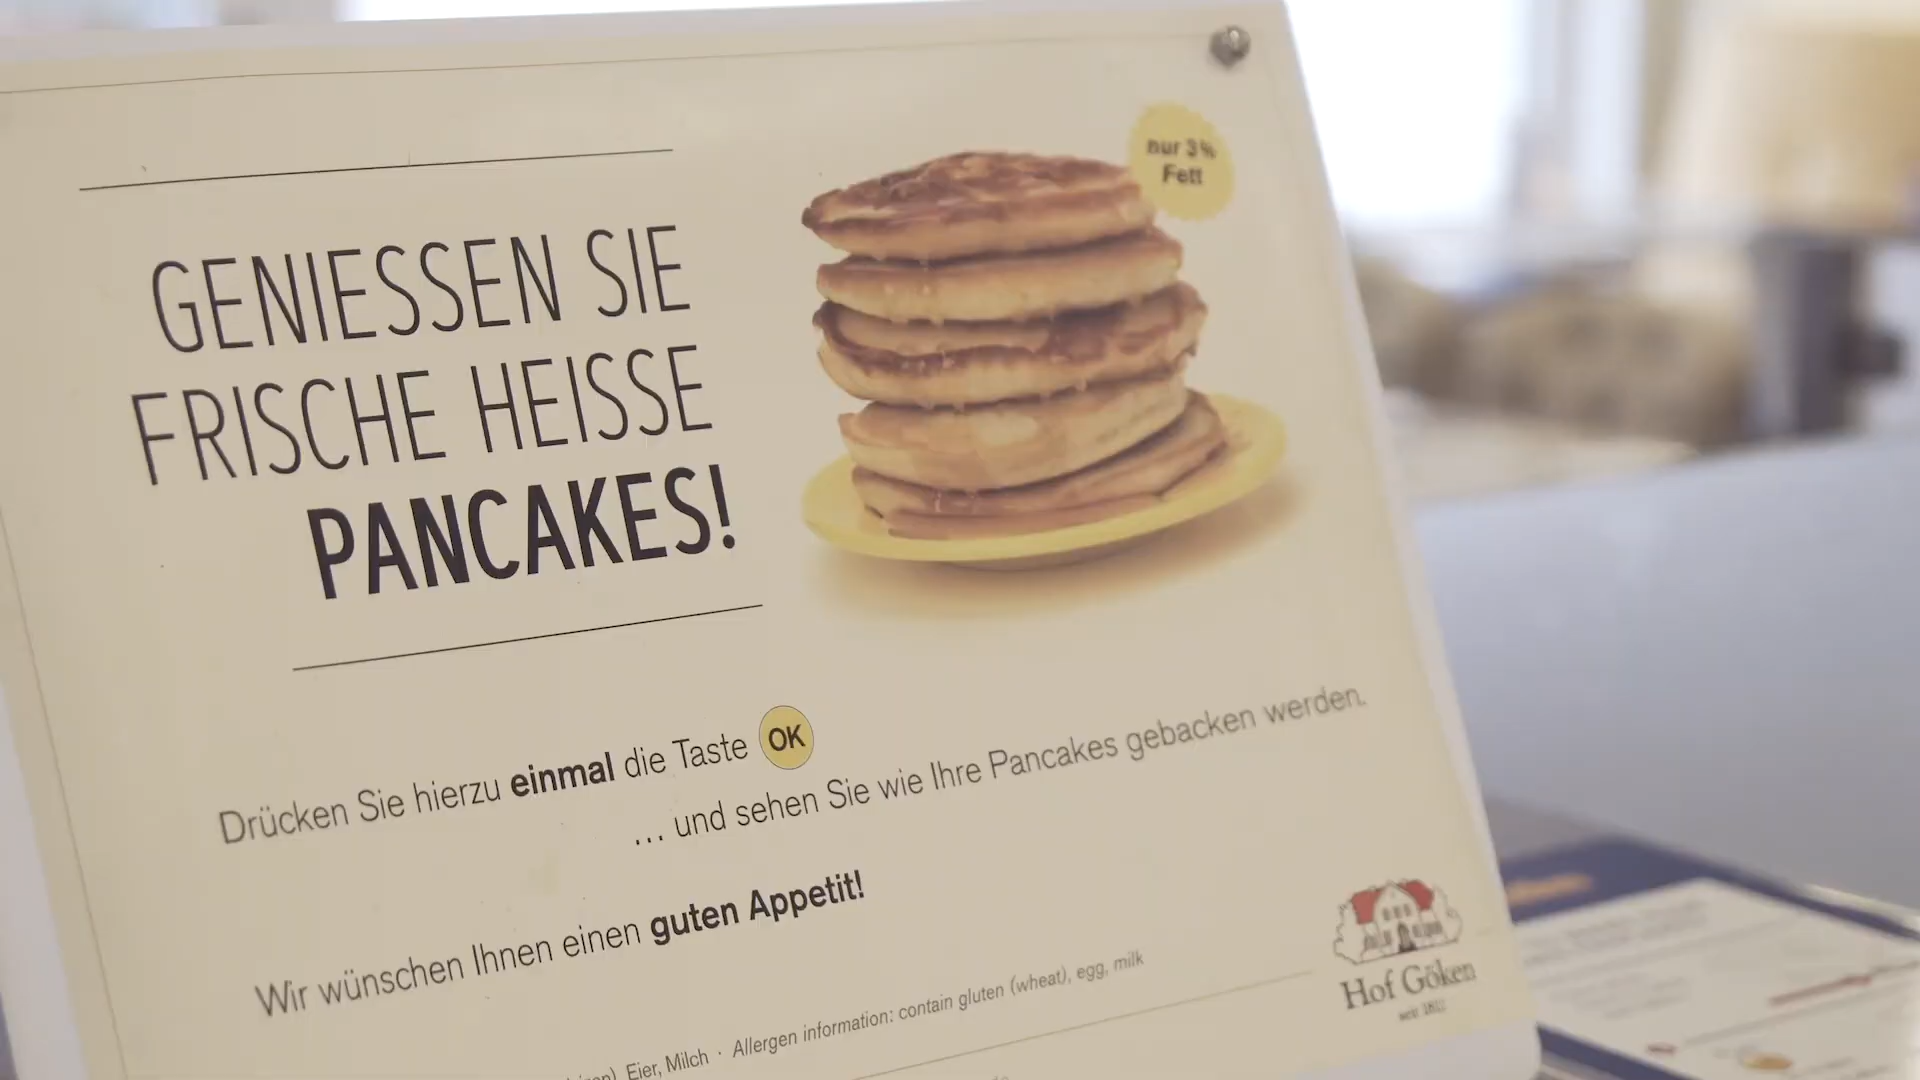 nur 3%
Fett
GENIESSEN SIE
FRISCHE HEISSE
PANCAKES!
Drücken Sie hierzu einmal die Taste OK
... und sehen Sie wie Ihre Pancakes gebacken werden.
Wir wünschen Ihnen einen guten Appetit!
Eier, Milch · Allergen information: contain gluten (wheat), egg, milk
Hof Göken